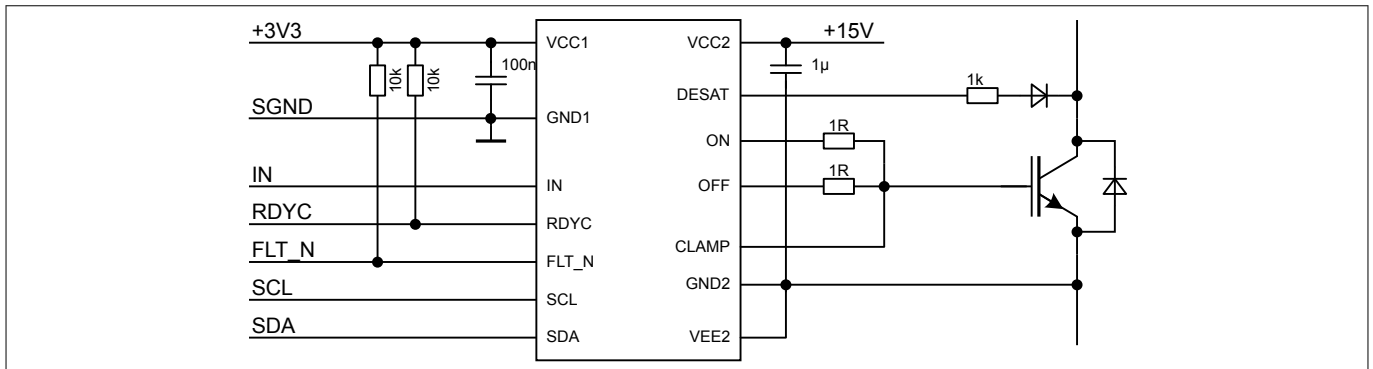 +3V3
VCC1
VCC2
+15V
10k
10k
100n
1µ
DESAT
1k
SGND
GND1
ON
1R
IN
IN
OFF
1R
RDYC
RDYC
CLAMP
FLT_N
FLT_N
GND2
SCL
SCL
SDA
SDA
VEE2